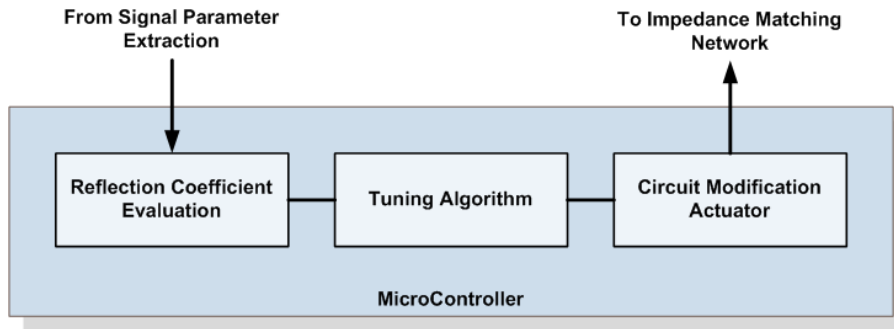 From Signal Parameter
Extraction
To Impedance Matching
Network
Reflection Coefficient
Evaluation
Tuning Algorithm
Circuit Modification
Actuator
MicroController